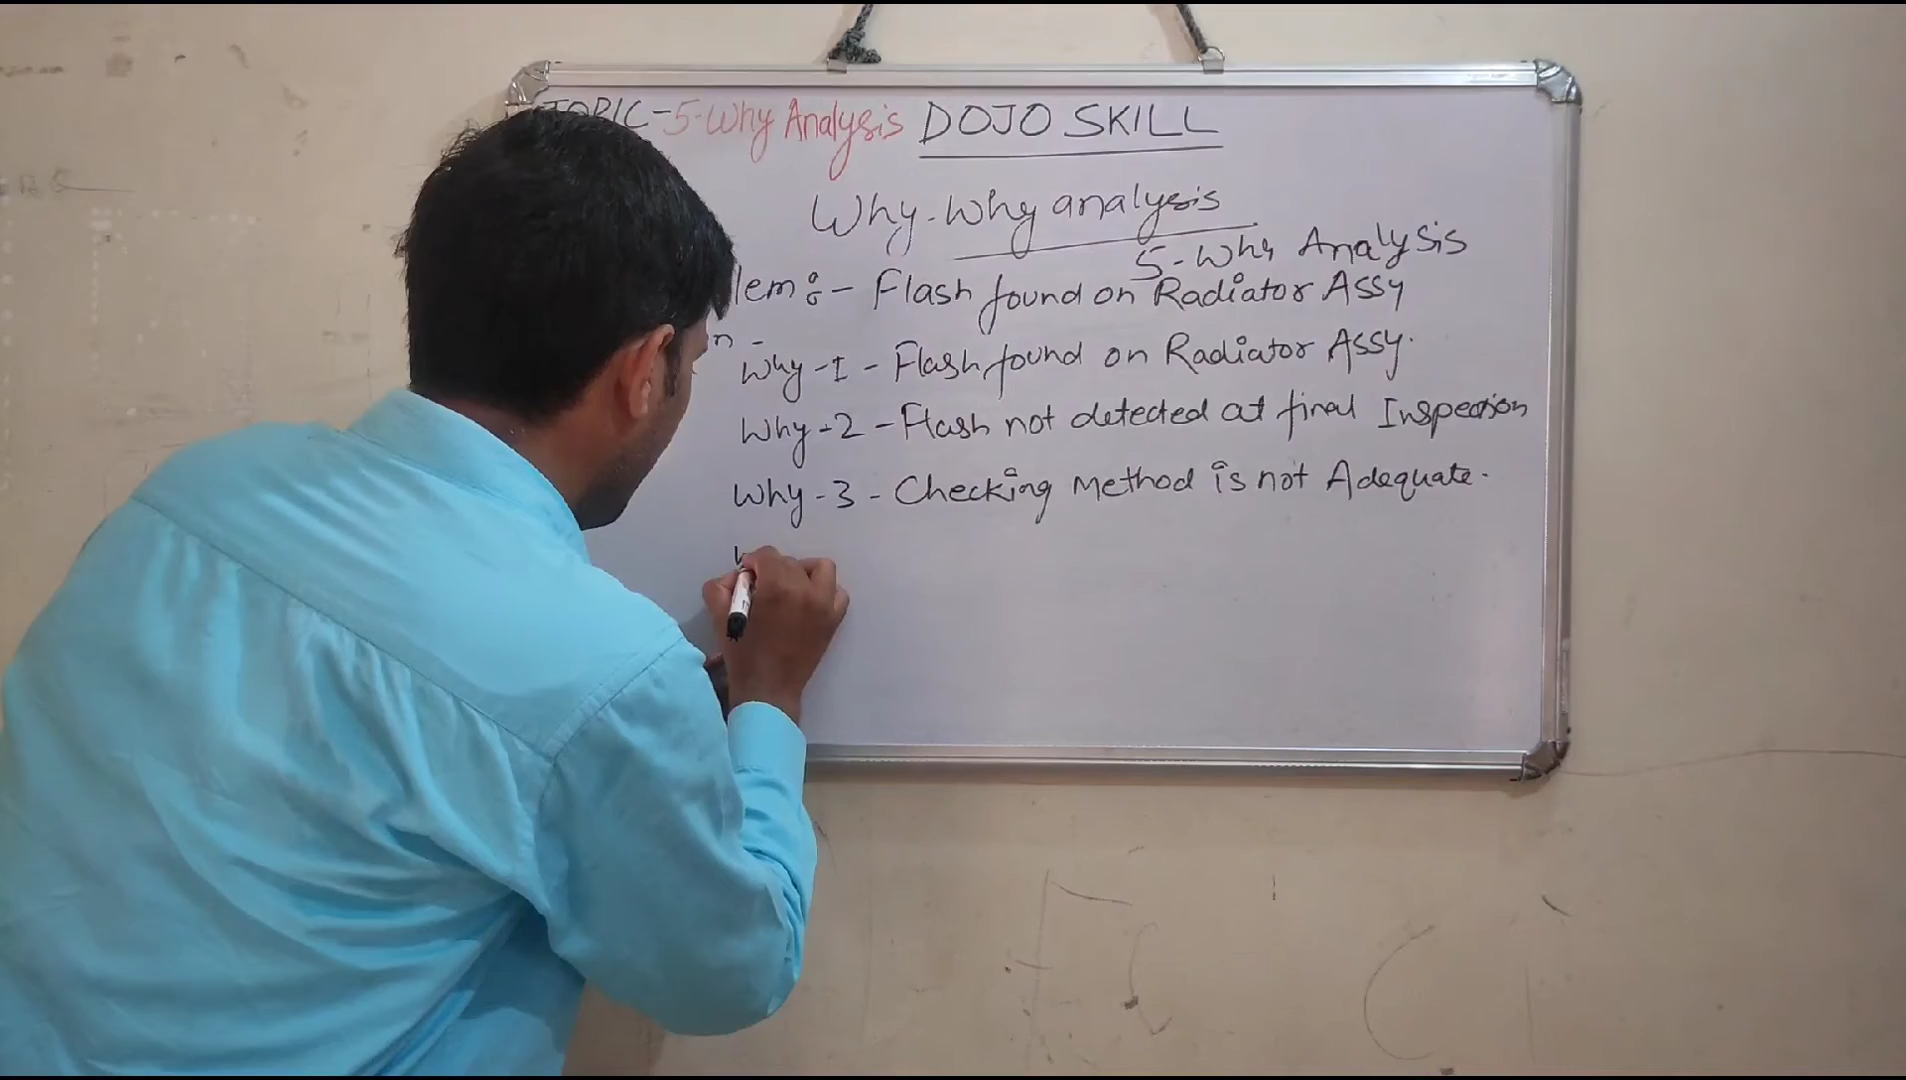 TOPIC-5-Why Analysis DOJO SKILL
Why-Why analysis
5-Why Analysis
lem :- Flash found on Radiator Assy
n -
Why-1 - Flash found on Radiator Assy.
Why-2 - Flash not detected at final Inspection
Why-3 - Checking Method is not Adequate.